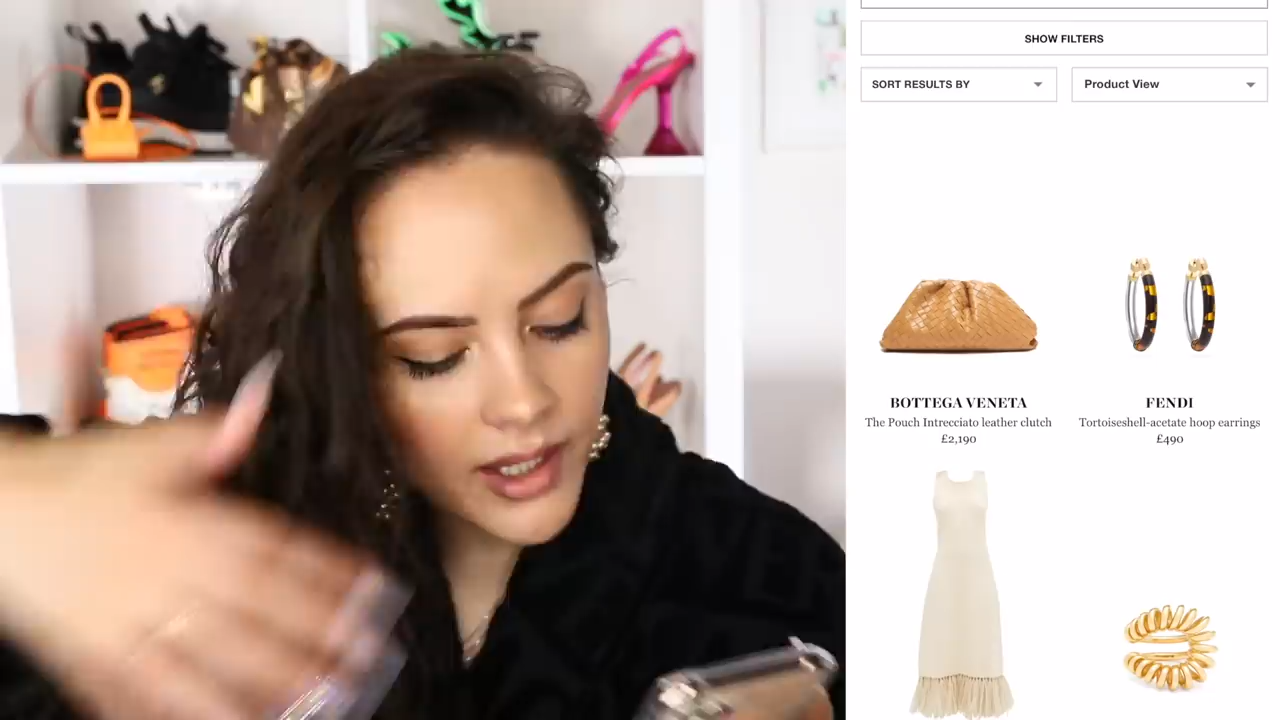 SHOW FILTERS
SORT RESULTS BY
Product View
BOTTEGA VENETA
The Pouch Intrecciato leather clutch
£2,190
FENDI
Tortoiseshell-acetate hoop earrings
£490